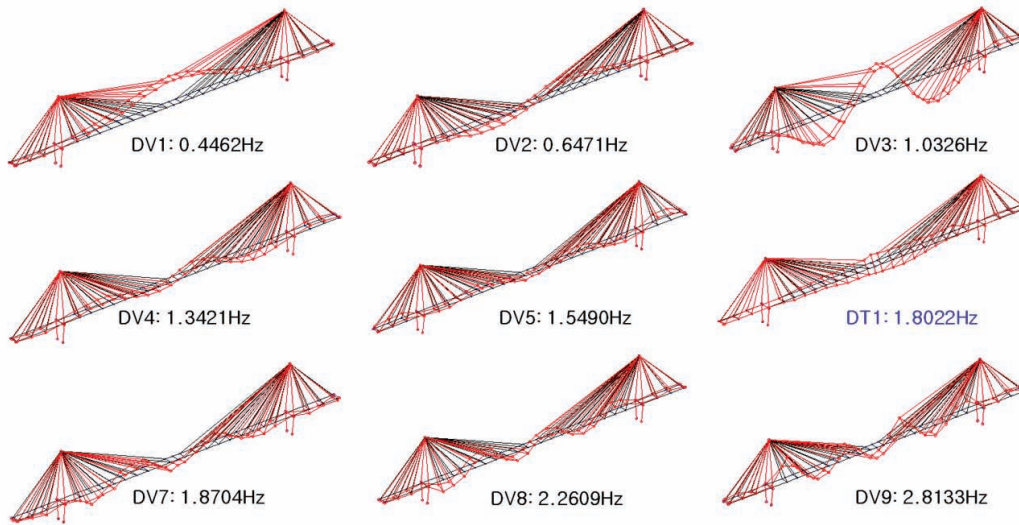 DV1: 0.4462Hz
DV2: 0.6471Hz
DV3: 1.0326Hz
DV4: 1.3421Hz
DV5: 1.5490Hz
DT1: 1.8022Hz
DV7: 1.8704Hz
DV8: 2.2609Hz
DV9: 2.8133Hz